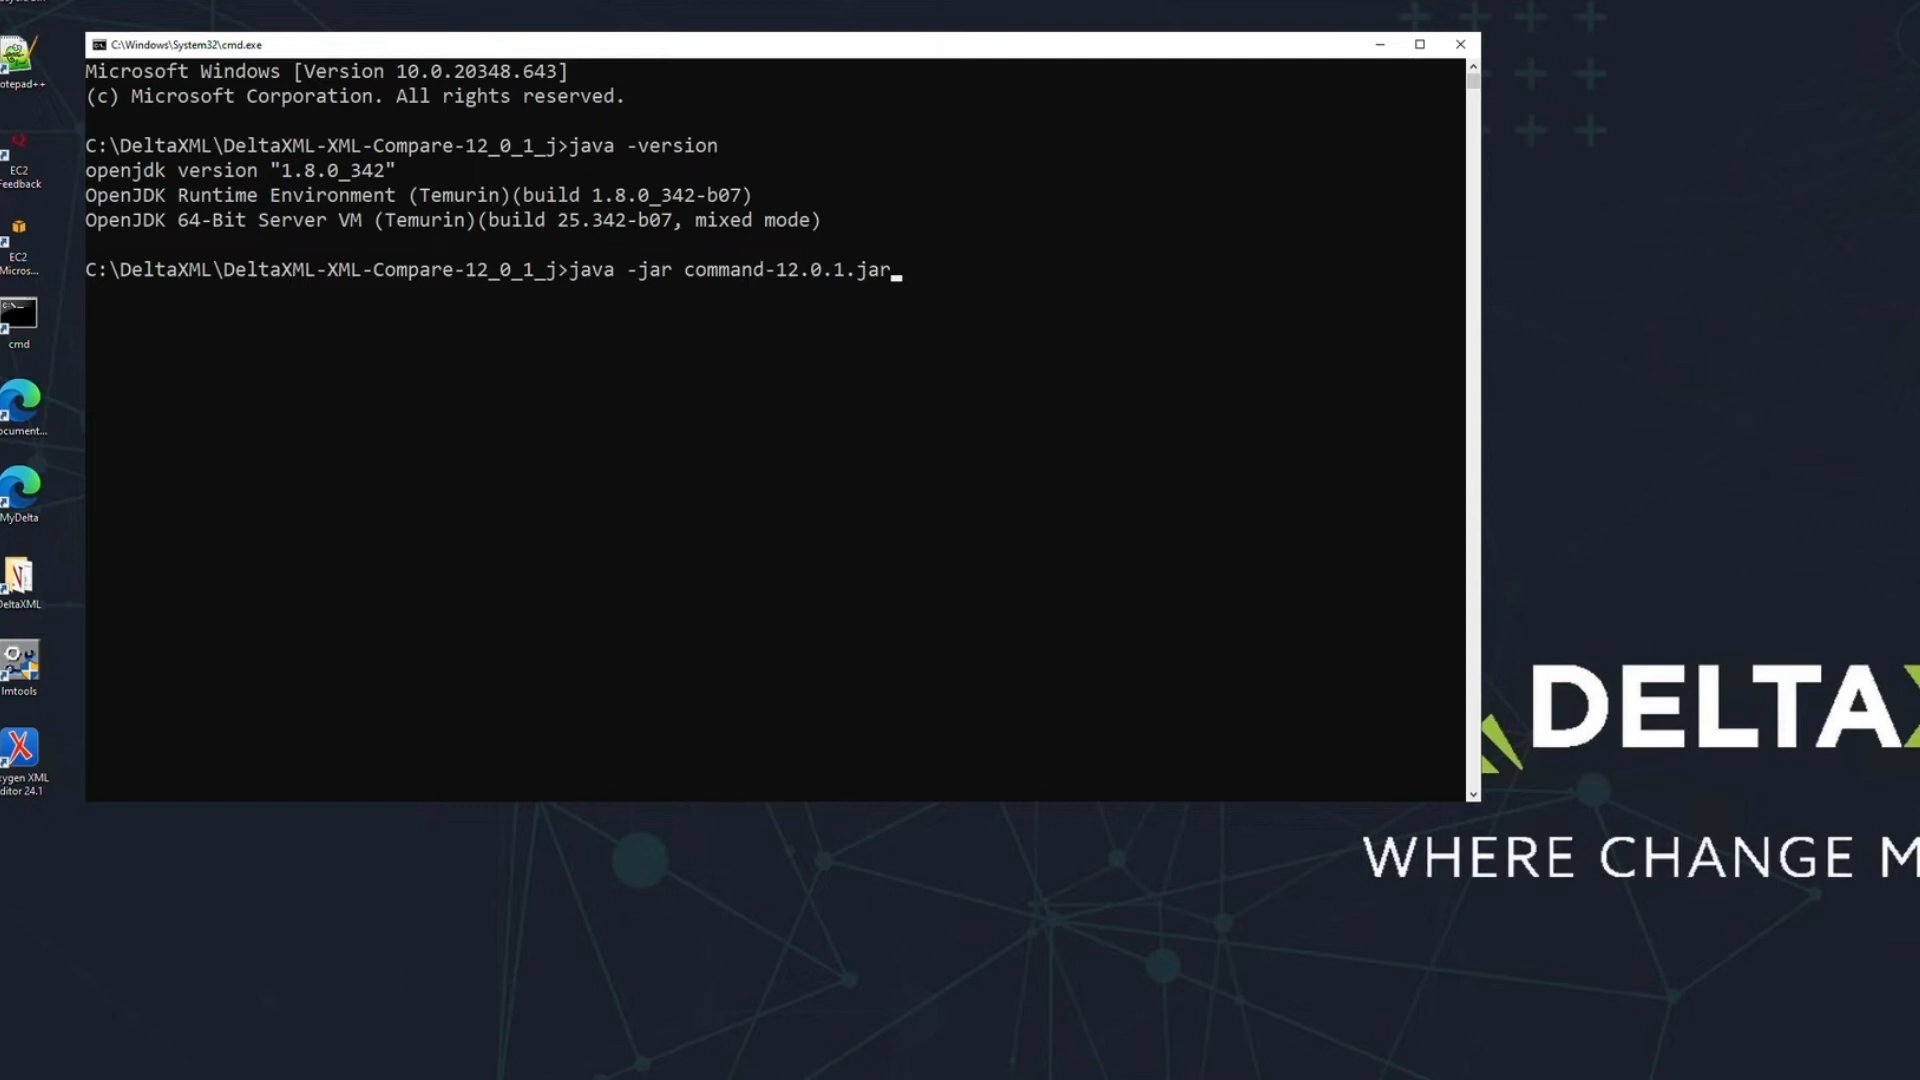 C:\Windows\System32\cmd.exe
Microsoft Windows [Version 10.0.20348.643]
(c) Microsoft Corporation. All rights reserved.
C:\DeltaXML\DeltaXML-XML-Compare-12_0_1_j>java -version
openjdk version "1.8.0_342"
OpenJDK Runtime Environment (Temurin)(build 1.8.0_342-b07)
OpenJDK 64-Bit Server VM (Temurin)(build 25.342-b07, mixed mode)
C:\DeltaXML\DeltaXML-XML-Compare-12_0_1_j>java -jar command-12.0.1.jar
otepad++
EC2
Feedback
EC2
Micros...
cmd
ocument...
MyDelta
DeltaXML
lmtools
xygen XML
ditor 24.1
DELTAX
WHERE CHANGE M